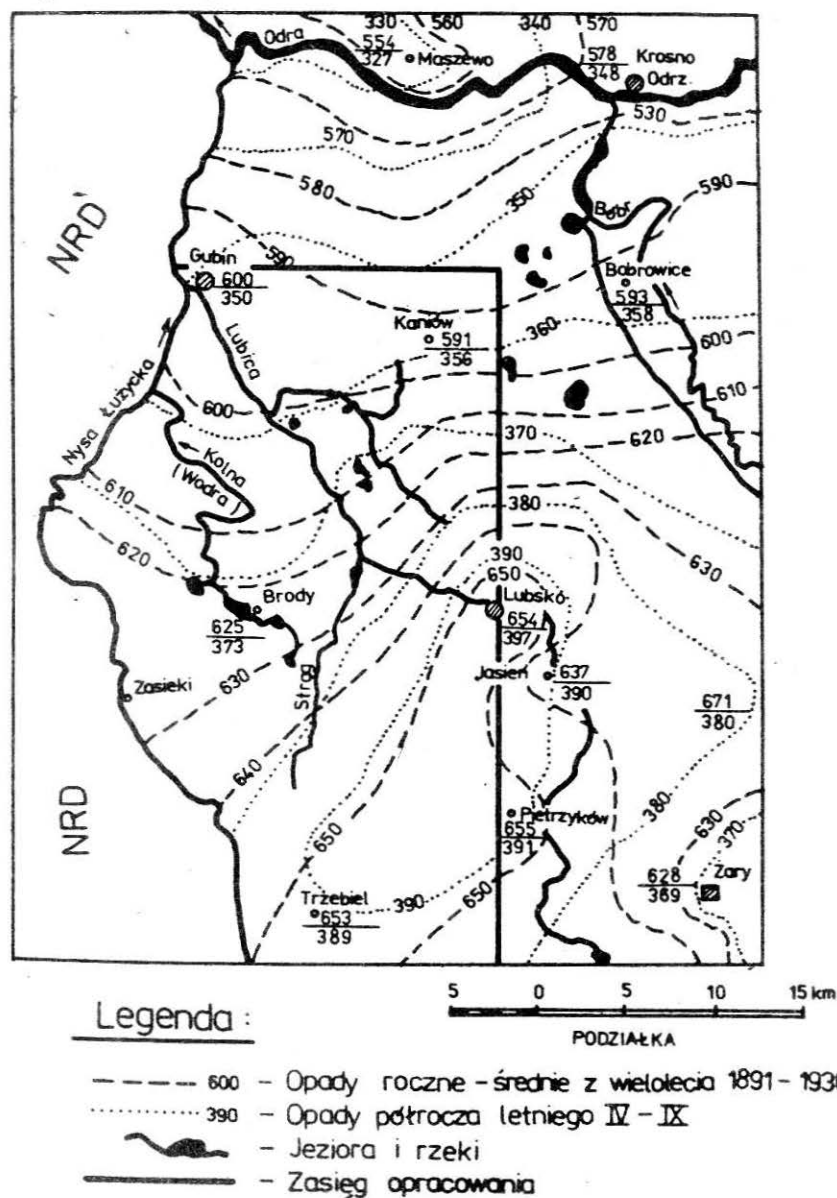 330
560
340
570
Odra
554
327
Maszewo
578
348
Krosno
Odrz.
530
570
580
350
590
NRD
Bóbr
Gubin
600
350
590
Bobrowice
593
358
Kaniów
591
356
360
600
Lubica
Nysa Łużycka
600
610
620
370
Kolna
(Wodra)
610
620
380
630
390
650
Lubsko
654
397
Brody
625
373
Jasień
637
390
671
380
Zasieki
630
Stróg
640
380
NRD
650
Pietrzyków
655
391
630
370
628
369
Żary
Trzebiel
653
389
390
650
5 0 5 10 15 km
PODZIAŁKA
Legenda :
600 - Opady roczne - średnie z wielolecia 1891 - 193
390 - Opady półrocza letniego IV - IX
- Jeziora i rzeki
- Zasięg opracowania